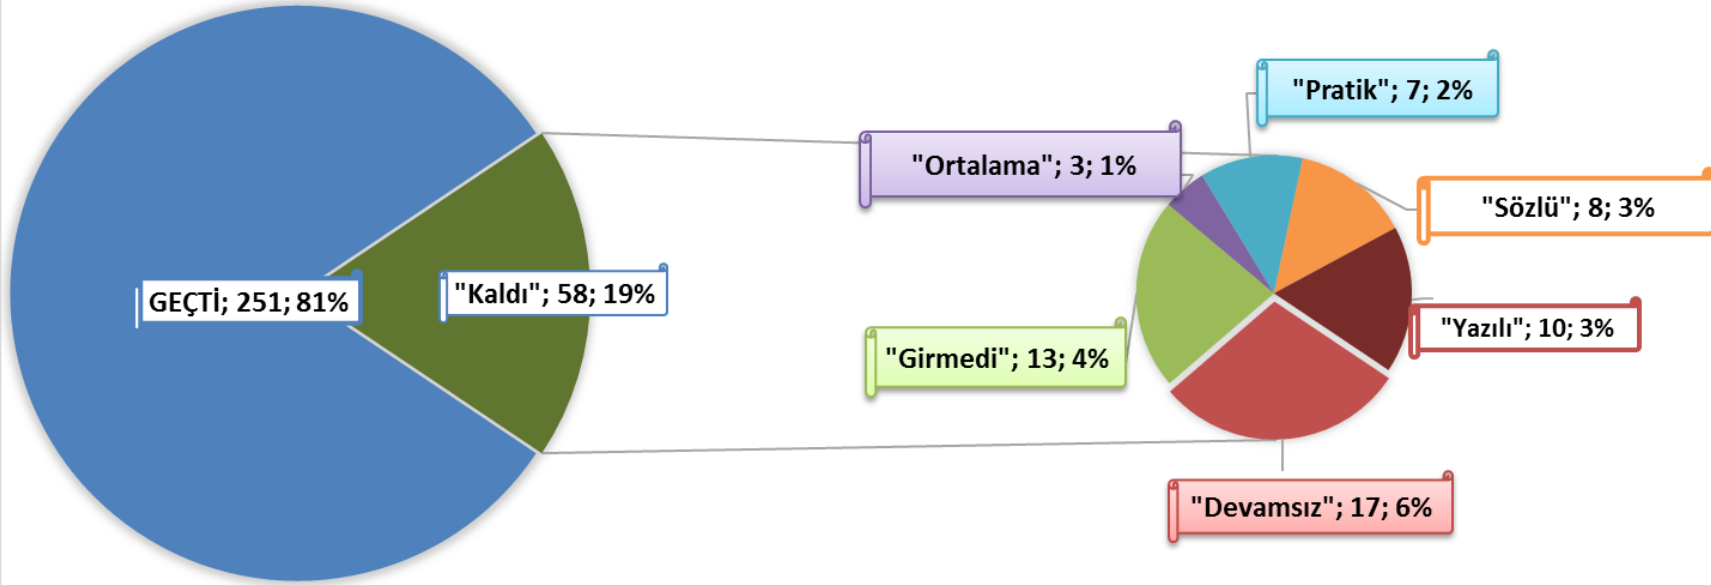 "Pratik"; 7; 2%
"Ortalama"; 3; 1%
"Sözlü"; 8; 3%
GEÇTİ; 251; 81%
"Kaldı"; 58; 19%
"Yazılı"; 10; 3%
"Girmedi"; 13; 4%
"Devamsız"; 17; 6%